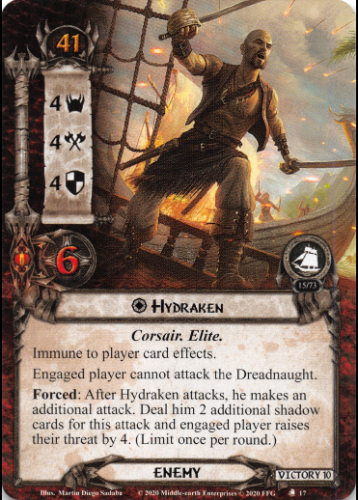 41
4
4
4
6
15/73
HYDRAKEN
Corsair. Elite.
Immune to player card effects.
Engaged player cannot attack the Dreadnaught.
Forced: After Hydraken attacks, he makes an
additional attack. Deal him 2 additional shadow
cards for this attack and engaged player raises
their threat by 4. (Limit once per round.)
ENEMY
VICTORY 10
Illus. Martin Diego Sadaba
© 2020 Middle-earth Enterprises © 2020 FFG
17